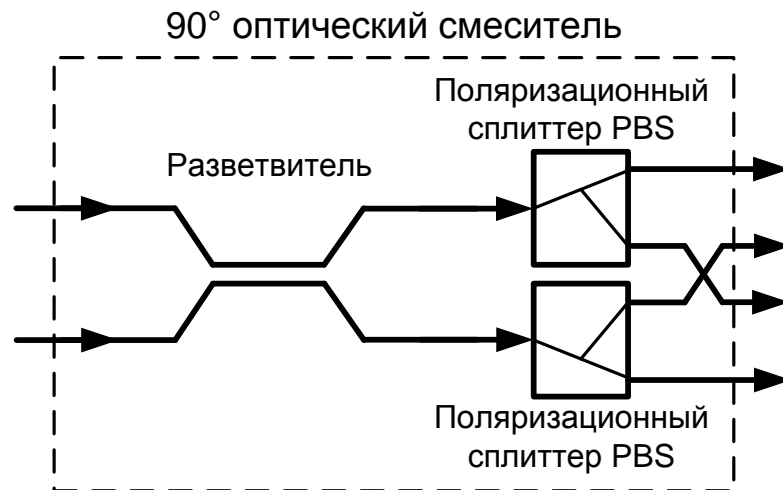 90° оптический смеситель
Поляризационный
сплиттер PBS
Разветвитель
Поляризационный
сплиттер PBS